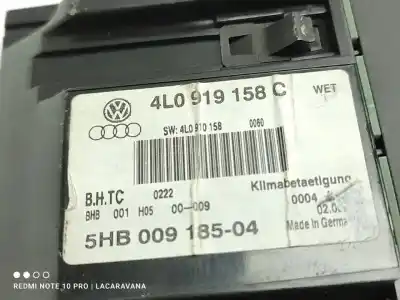 4L0 919 158 C WET
SW: 4L0 910 158 0060
B.H.TC 0222 Klimabetaetigung
BHB 001 H05 00-009 0004
5HB 009 185-04 Made in Germany
REDMI NOTE 10 PRO | LACARAVANA